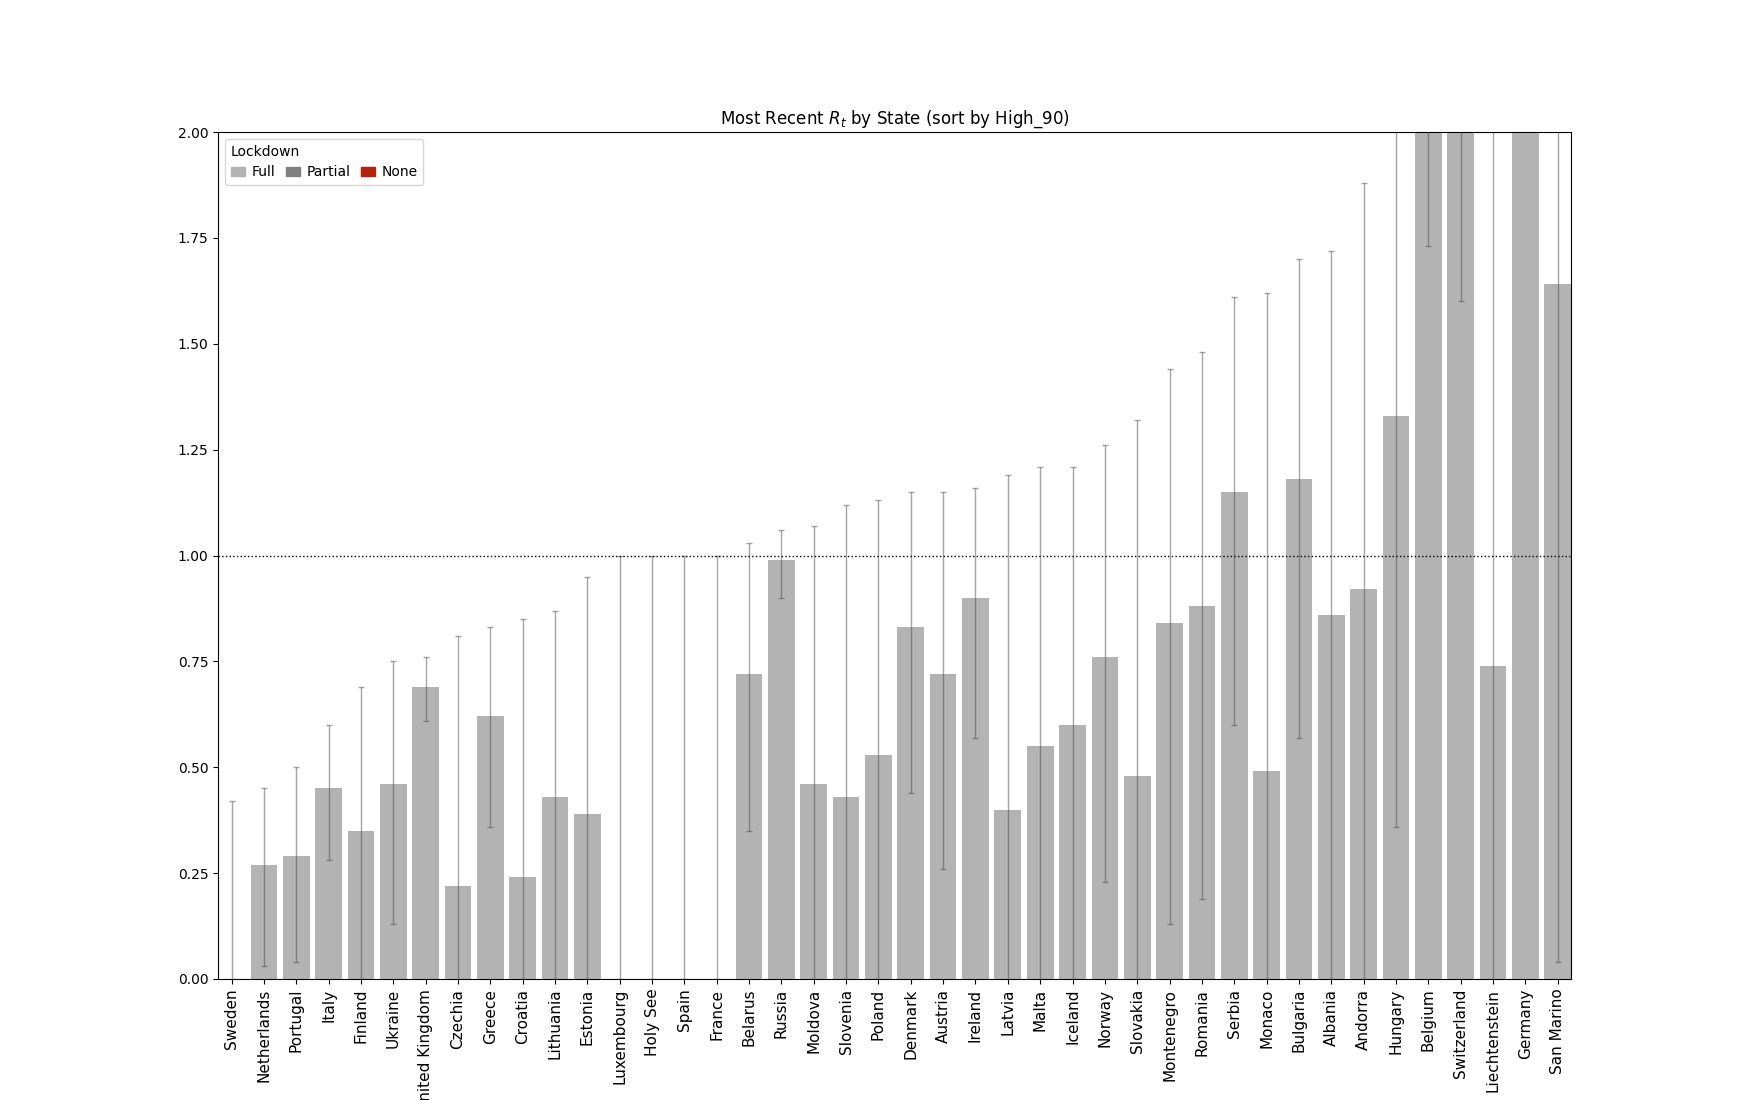 Most Recent R_t by State (sort by High_90)
Lockdown
Full Partial None
2.00
1.75
1.50
1.25
1.00
0.75
0.50
0.25
0.00
Sweden
Netherlands
Portugal
Italy
Finland
Ukraine
nited Kingdom
Czechia
Greece
Croatia
Lithuania
Estonia
Luxembourg
Holy See
Spain
France
Belarus
Russia
Moldova
Slovenia
Poland
Denmark
Austria
Ireland
Latvia
Malta
Iceland
Norway
Slovakia
Montenegro
Romania
Serbia
Monaco
Bulgaria
Albania
Andorra
Hungary
Belgium
Switzerland
Liechtenstein
Germany
San Marino